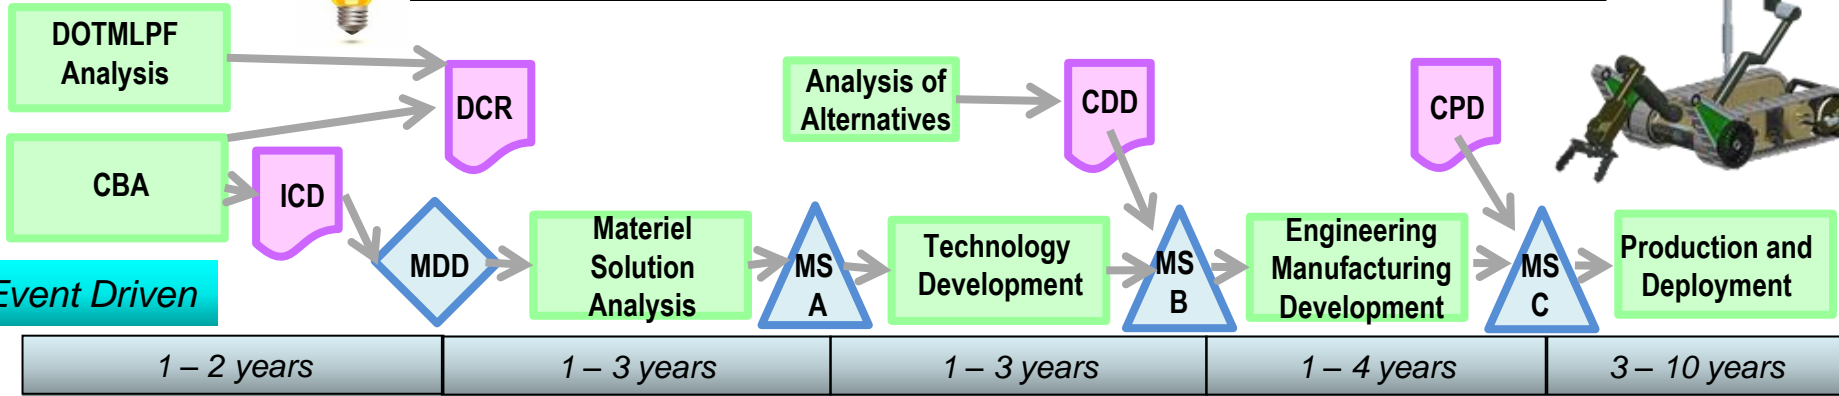 DOTMLPF
Analysis
DCR
CBA
ICD
MDD
Materiel
Solution
Analysis
MS
A
Analysis of
Alternatives
CDD
Technology
Development
MS
B
CPD
Engineering
Manufacturing
Development
MS
C
Production and
Deployment
Event Driven
1 – 2 years
1 – 3 years
1 – 3 years
1 – 4 years
3 – 10 years